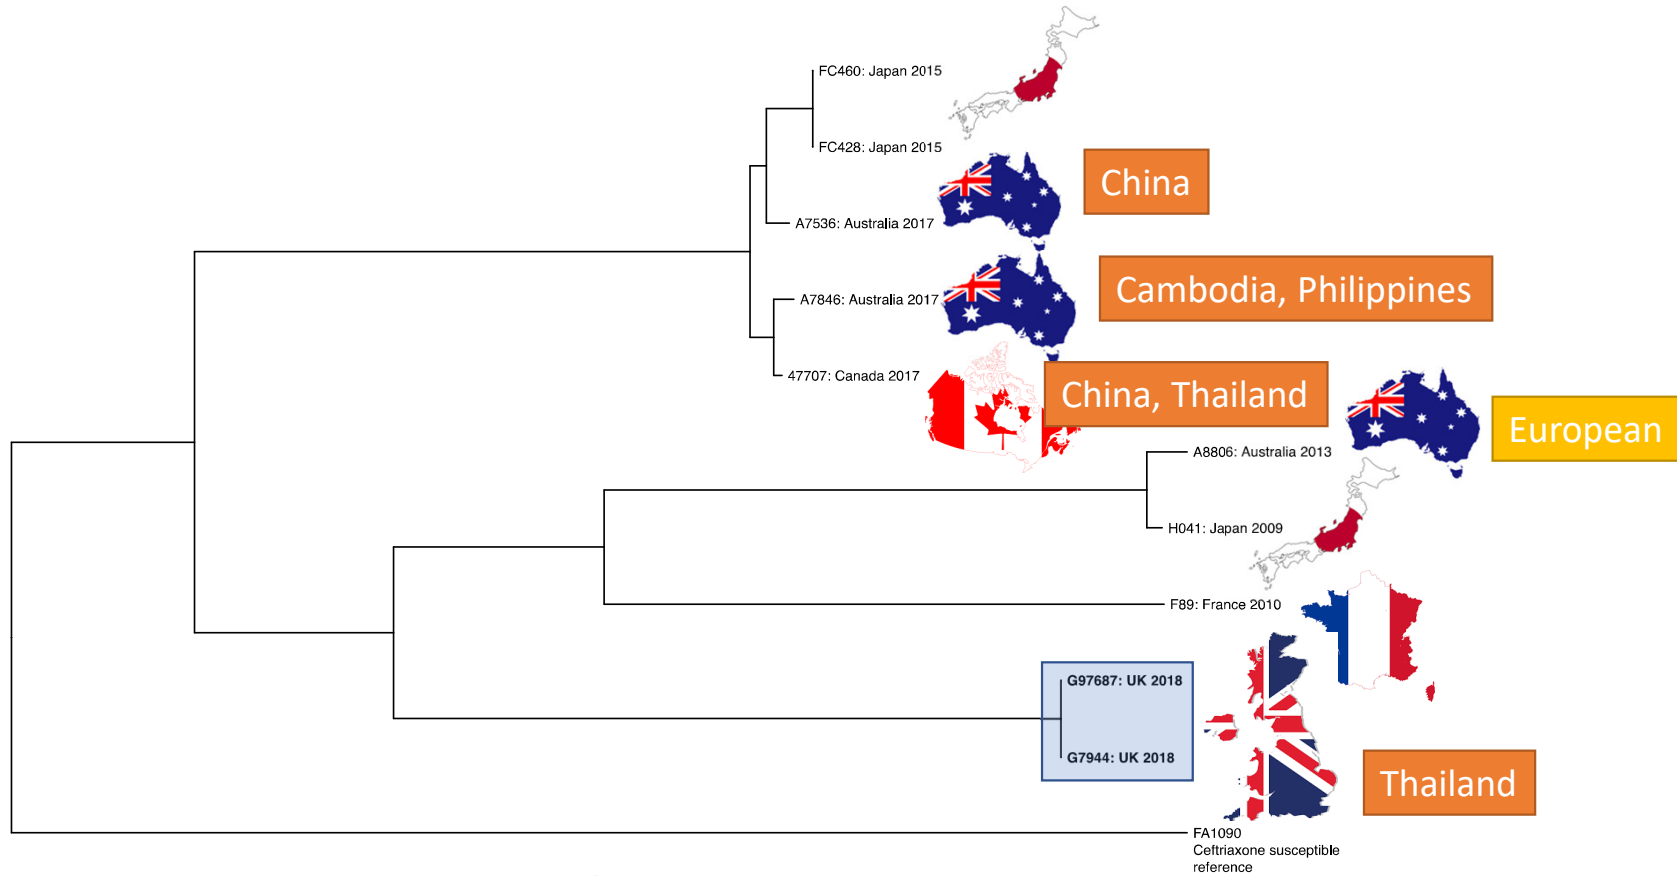 FC460: Japan 2015
FC428: Japan 2015
China
A7536: Australia 2017
Cambodia, Philippines
A7846: Australia 2017
47707: Canada 2017
China, Thailand
European
A8806: Australia 2013
H041: Japan 2009
F89: France 2010
G97687: UK 2018
G7944: UK 2018
Thailand
FA1090
Ceftriaxone susceptible
reference